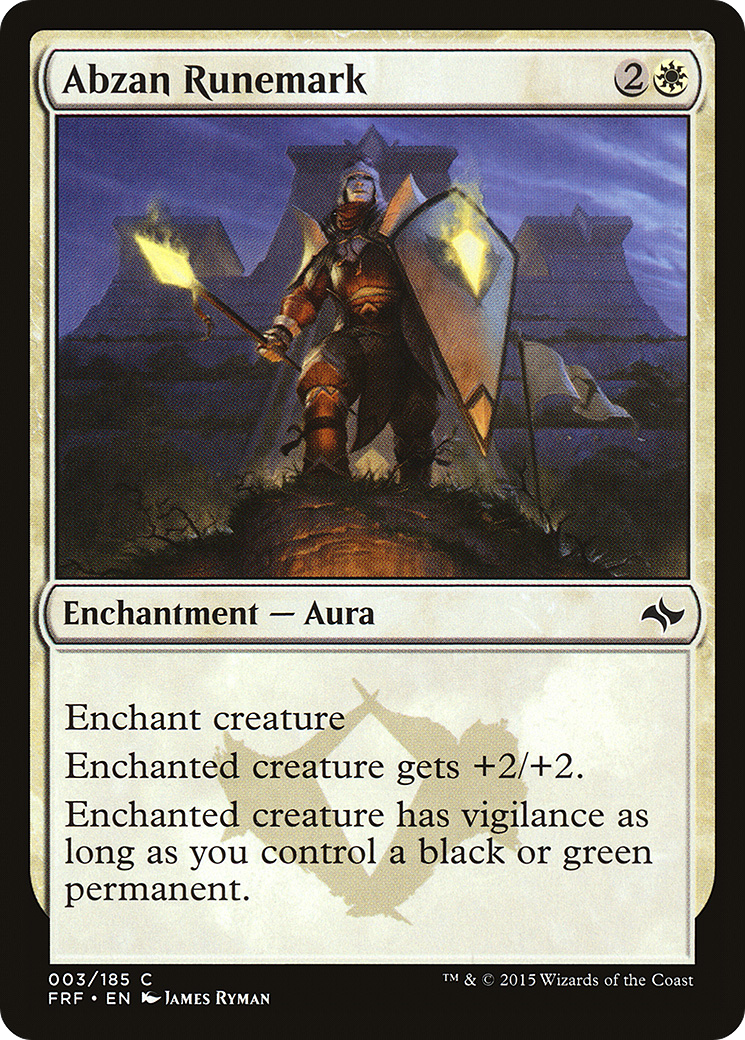 Abzan Runemark 2
Enchantment — Aura
Enchant creature
Enchanted creature gets +2/+2.
Enchanted creature has vigilance as
long as you control a black or green
permanent.
003/185 C
FRF • EN James Ryman
™ & © 2015 Wizards of the Coast